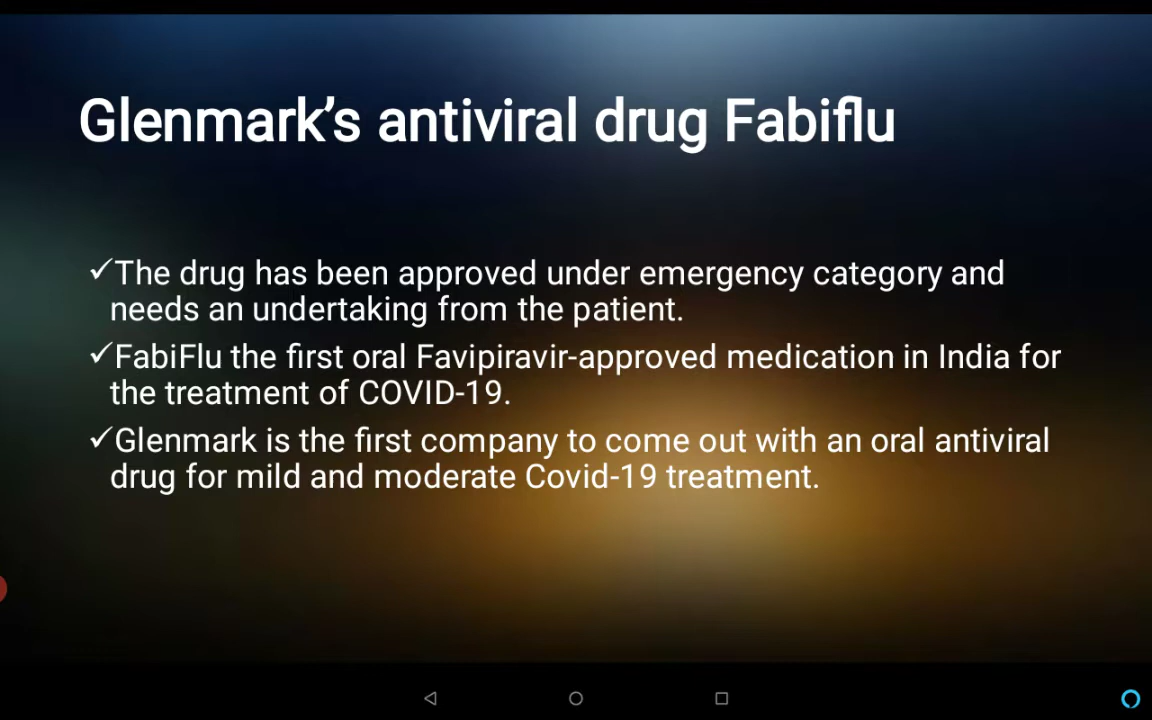 Glenmark’s antiviral drug Fabiflu
✓The drug has been approved under emergency category and
needs an undertaking from the patient.
✓FabiFlu the first oral Favipiravir-approved medication in India for
the treatment of COVID-19.
✓Glenmark is the first company to come out with an oral antiviral
drug for mild and moderate Covid-19 treatment.